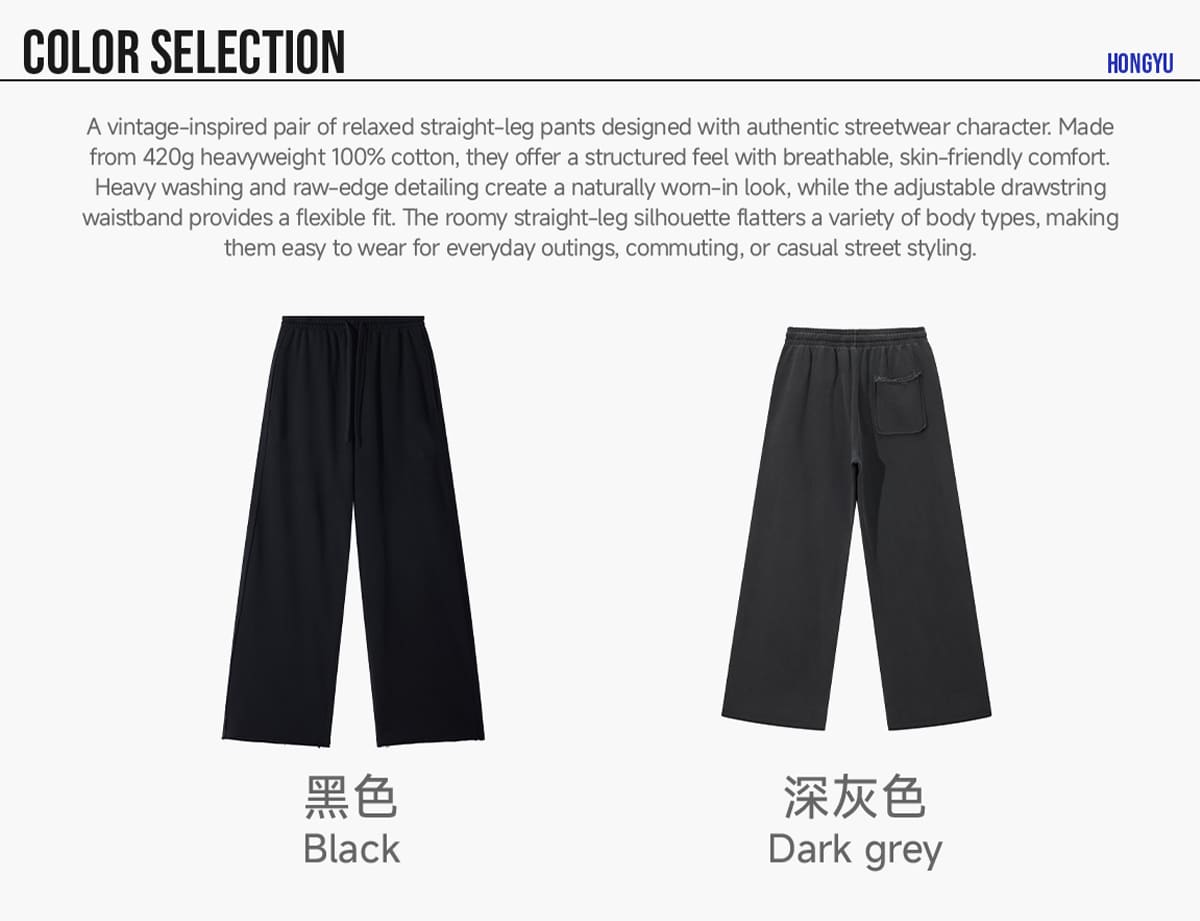 COLOR SELECTION
HONGYU
A vintage-inspired pair of relaxed straight-leg pants designed with authentic streetwear character. Made
from 420g heavyweight 100% cotton, they offer a structured feel with breathable, skin-friendly comfort.
Heavy washing and raw-edge detailing create a naturally worn-in look, while the adjustable drawstring
waistband provides a flexible fit. The roomy straight-leg silhouette flatters a variety of body types, making
them easy to wear for everyday outings, commuting, or casual street styling.
黑色
Black
深灰色
Dark grey